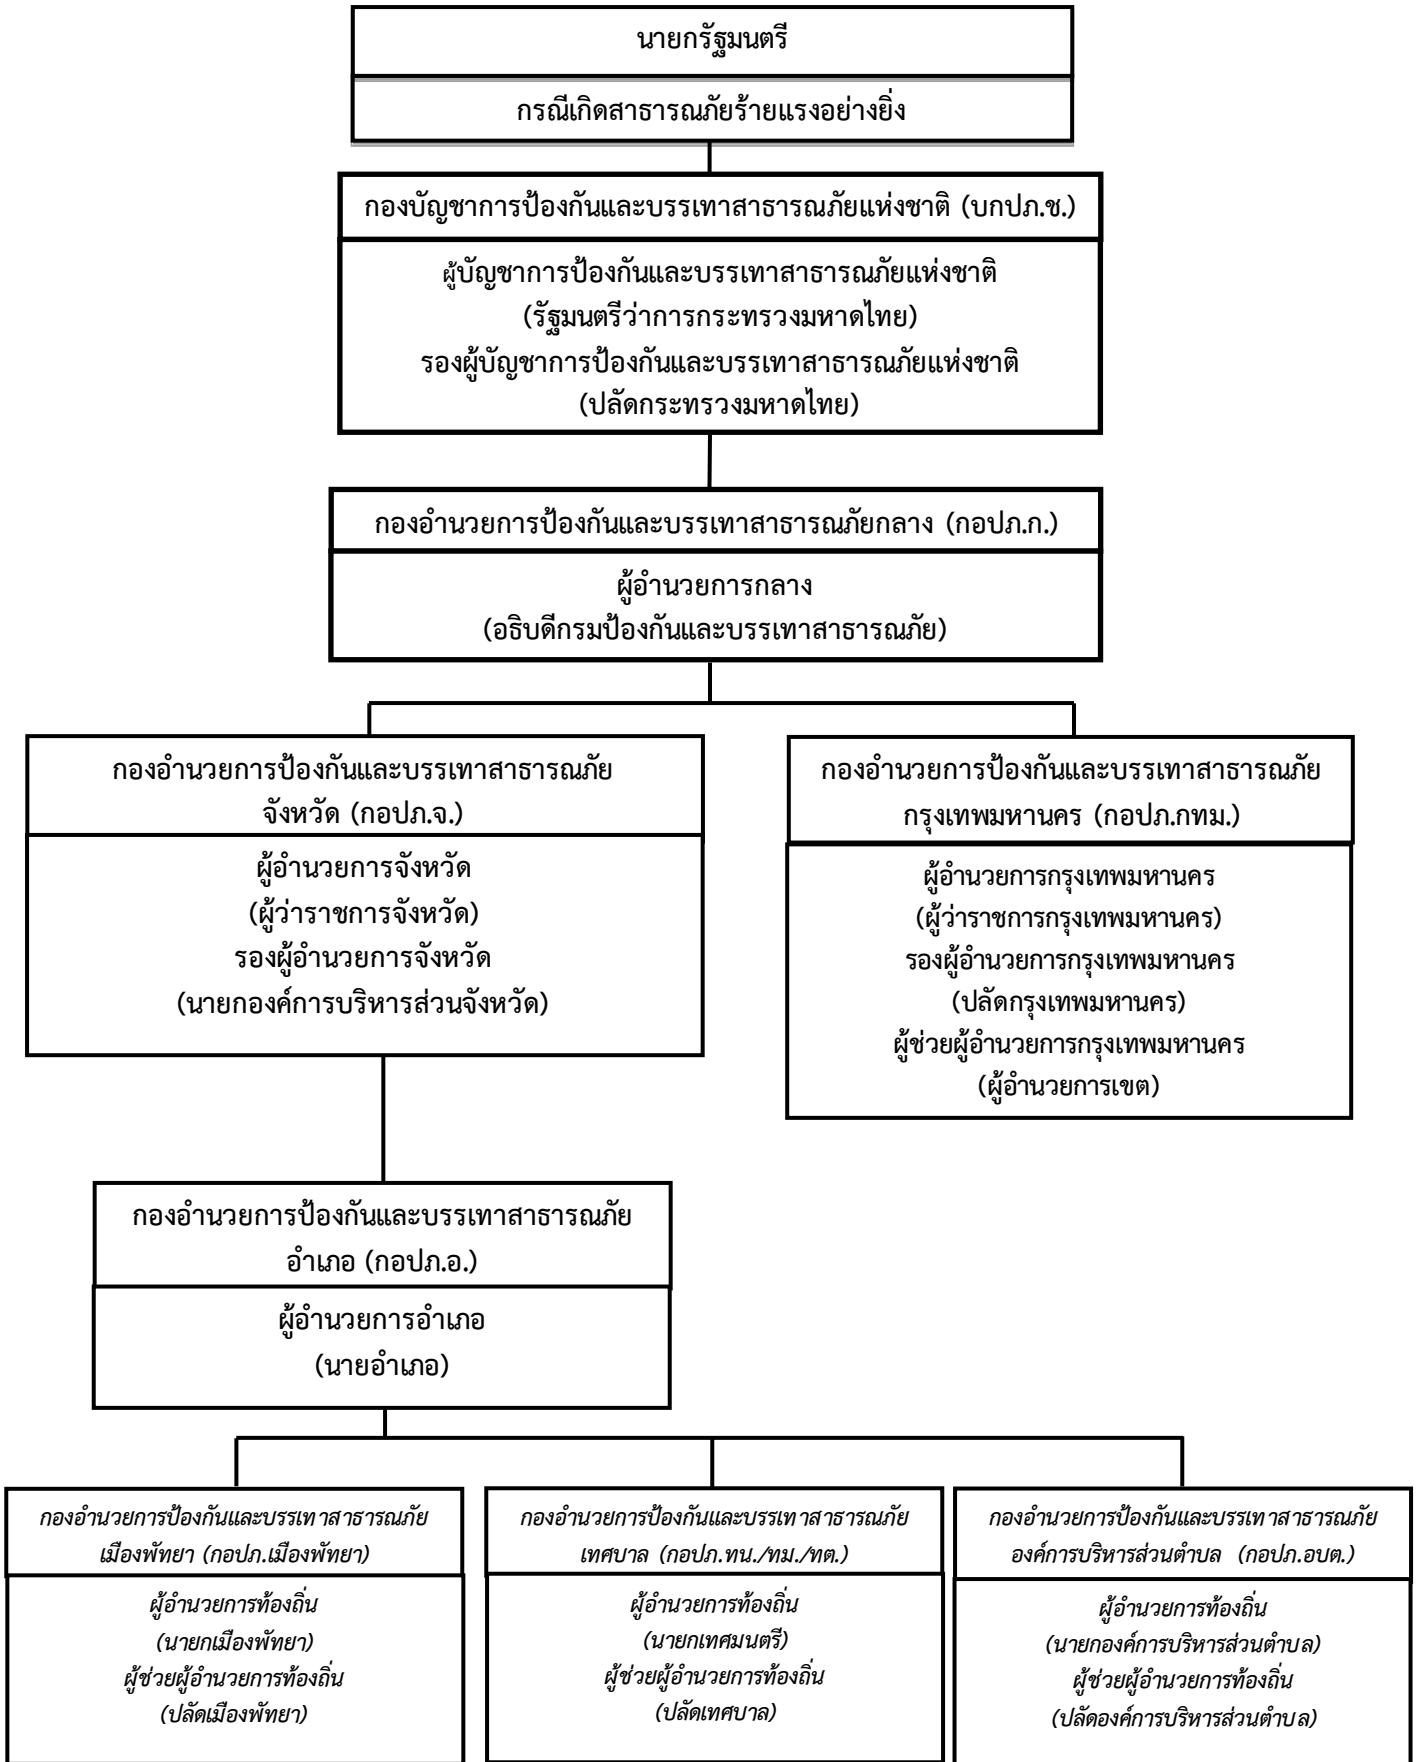 นายกรัฐมนตรี
กรณีเกิดสาธารณภัยร้ายแรงอย่างยิ่ง
กองบัญชาการป้องกันและบรรเทาสาธารณภัยแห่งชาติ (บกปภ.ช.)
ผู้บัญชาการป้องกันและบรรเทาสาธารณภัยแห่งชาติ
(รัฐมนตรีว่าการกระทรวงมหาดไทย)
รองผู้บัญชาการป้องกันและบรรเทาสาธารณภัยแห่งชาติ
(ปลัดกระทรวงมหาดไทย)
กองอำนวยการป้องกันและบรรเทาสาธารณภัยกลาง (กอปภ.ก.)
ผู้อำนวยการกลาง
(อธิบดีกรมป้องกันและบรรเทาสาธารณภัย)
กองอำนวยการป้องกันและบรรเทาสาธารณภัย
จังหวัด (กอปภ.จ.)
ผู้อำนวยการจังหวัด
(ผู้ว่าราชการจังหวัด)
รองผู้อำนวยการจังหวัด
(นายกองค์การบริหารส่วนจังหวัด)
กองอำนวยการป้องกันและบรรเทาสาธารณภัย
กรุงเทพมหานคร (กอปภ.กทม.)
ผู้อำนวยการกรุงเทพมหานคร
(ผู้ว่าราชการกรุงเทพมหานคร)
รองผู้อำนวยการกรุงเทพมหานคร
(ปลัดกรุงเทพมหานคร)
ผู้ช่วยผู้อำนวยการกรุงเทพมหานคร
(ผู้อำนวยการเขต)
กองอำนวยการป้องกันและบรรเทาสาธารณภัย
อำเภอ (กอปภ.อ.)
ผู้อำนวยการอำเภอ
(นายอำเภอ)
กองอำนวยการป้องกันและบรรเทาสาธารณภัย
เมืองพัทยา (กอปภ.เมืองพัทยา)
ผู้อำนวยการท้องถิ่น
(นายกเมืองพัทยา)
ผู้ช่วยผู้อำนวยการท้องถิ่น
(ปลัดเมืองพัทยา)
กองอำนวยการป้องกันและบรรเทาสาธารณภัย
เทศบาล (กอปภ.ทน./ทม./ทต.)
ผู้อำนวยการท้องถิ่น
(นายกเทศมนตรี)
ผู้ช่วยผู้อำนวยการท้องถิ่น
(ปลัดเทศบาล)
กองอำนวยการป้องกันและบรรเทาสาธารณภัย
องค์การบริหารส่วนตำบล (กอปภ.อบต.)
ผู้อำนวยการท้องถิ่น
(นายกองค์การบริหารส่วนตำบล)
ผู้ช่วยผู้อำนวยการท้องถิ่น
(ปลัดองค์การบริหารส่วนตำบล)